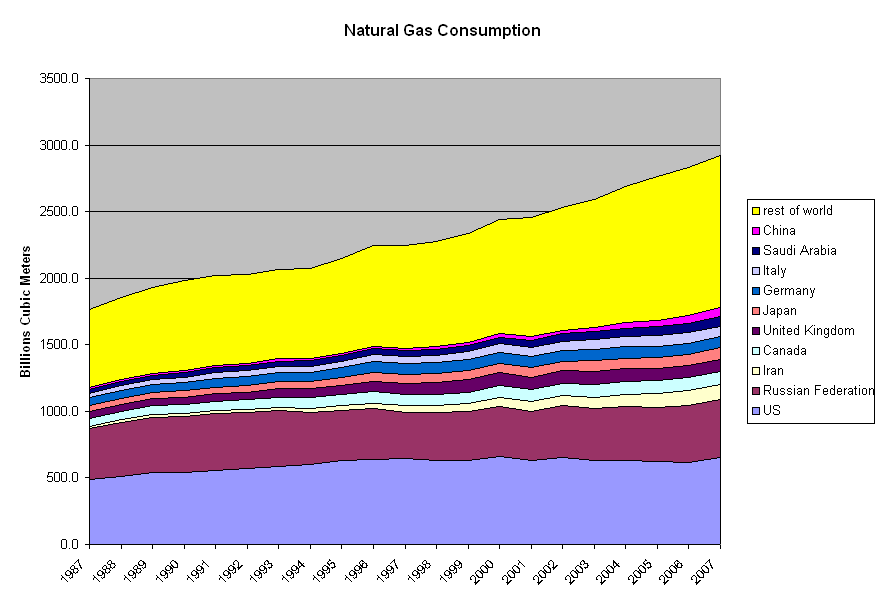 Natural Gas Consumption
Billions Cubic Meters
3500.0
3000.0
2500.0
2000.0
1500.0
1000.0
500.0
0.0
1987
1988
1989
1990
1991
1992
1993
1994
1995
1996
1997
1998
1999
2000
2001
2002
2003
2004
2005
2006
2007
rest of world
China
Saudi Arabia
Italy
Germany
Japan
United Kingdom
Canada
Iran
Russian Federation
US